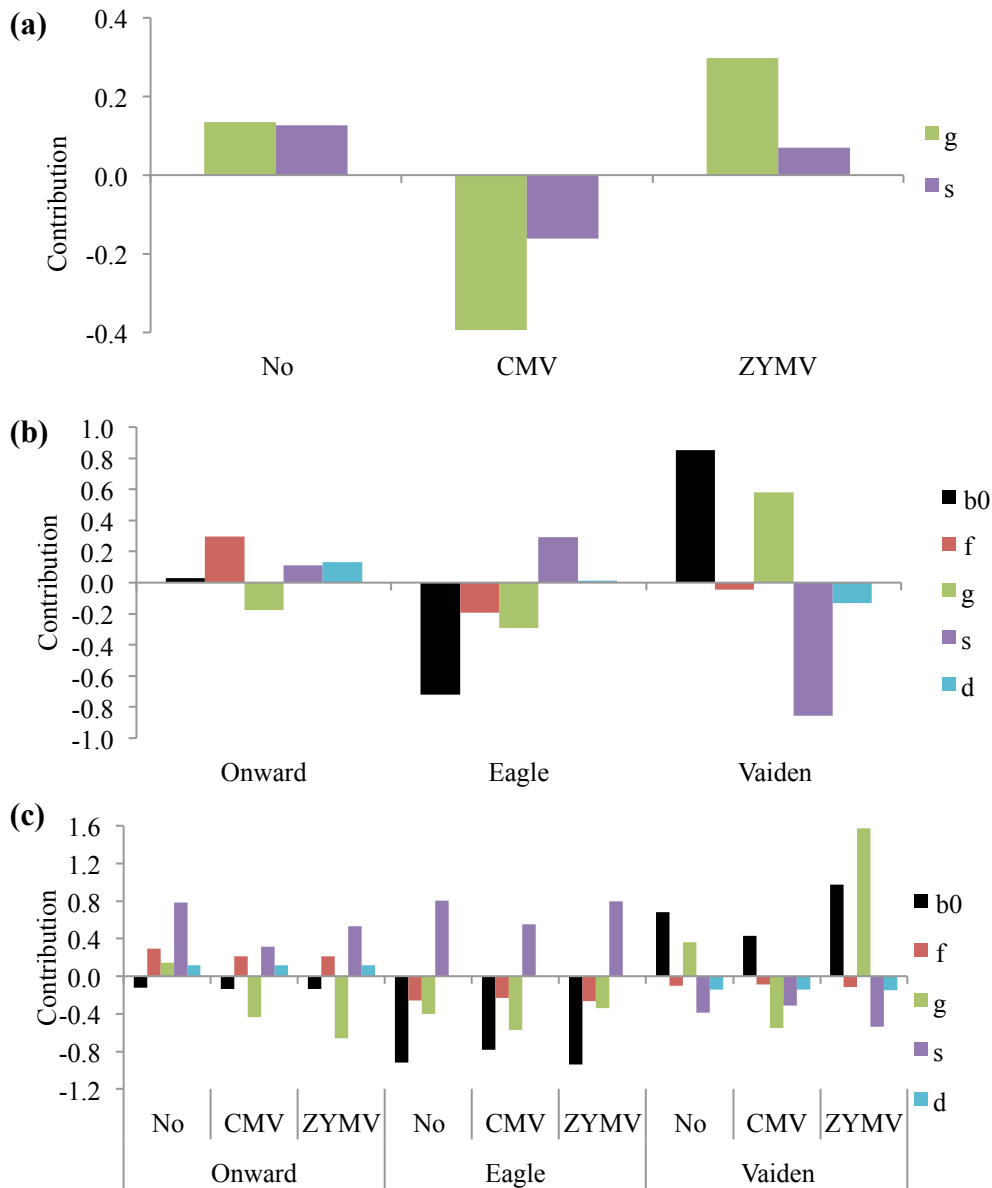 (a)
0.4
0.2
0.0
-0.2
-0.4
Contribution
No CMV ZYMV
g
s
(b)
1.0
0.8
0.6
0.4
0.2
0.0
-0.2
-0.4
-0.6
-0.8
-1.0
Contribution
Onward Eagle Vaiden
b0
f
g
s
d
(c)
1.6
1.2
0.8
0.4
0.0
-0.4
-0.8
-1.2
Contribution
No CMV ZYMV No CMV ZYMV No CMV ZYMV
Onward Eagle Vaiden
b0
f
g
s
d